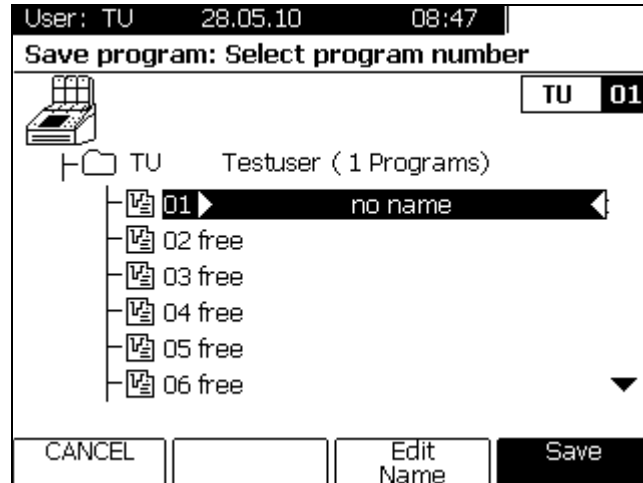 User: TU 28.05.10 08:47
Save program: Select program number
TU 01
TU Testuser ( 1 Programs)
01 no name
02 free
03 free
04 free
05 free
06 free
CANCEL Edit Name Save